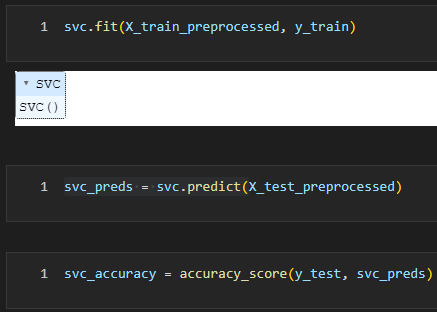 1 svc.fit(X_train_preprocessed, y_train)
▾ SVC
SVC()
1 svc_preds = svc.predict(X_test_preprocessed)
1 svc_accuracy = accuracy_score(y_test, svc_preds)